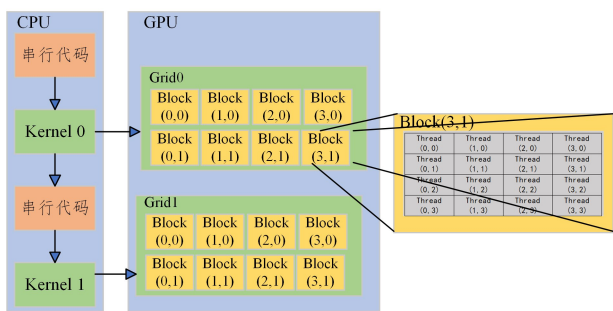 CPU
串行代码
Kernel 0
串行代码
Kernel 1
GPU
Grid0
Block Block Block Block
(0,0) (1,0) (2,0) (3,0)
Block Block Block Block
(0,1) (1,1) (2,1) (3,1)
Grid1
Block Block Block Block
(0,0) (1,0) (2,0) (3,0)
Block Block Block Block
(0,1) (1,1) (2,1) (3,1)
Block(3,1)
Thread Thread Thread Thread
(0,0) (1,0) (2,0) (3,0)
Thread Thread Thread Thread
(0,1) (1,1) (2,1) (3,1)
Thread Thread Thread Thread
(0,2) (1,2) (2,2) (3,2)
Thread Thread Thread Thread
(0,3) (1,3) (2,3) (3,3)